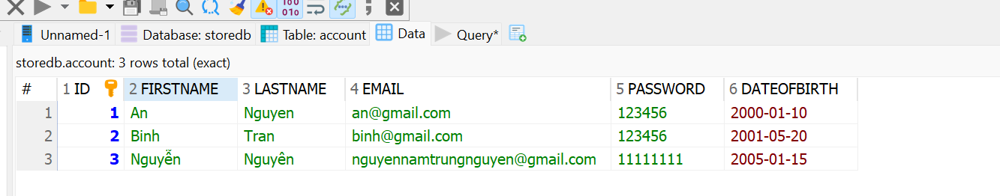 Unnamed-1 Database: storedb Table: account Data Query*
storedb.account: 3 rows total (exact)
# 1 ID 2 FIRSTNAME 3 LASTNAME 4 EMAIL 5 PASSWORD 6 DATEOFBIRTH
1 1 An Nguyen an@gmail.com 123456 2000-01-10
2 2 Binh Tran binh@gmail.com 123456 2001-05-20
3 3 Nguyễn Nguyên nguyennamtrungnguyen@gmail.com 11111111 2005-01-15